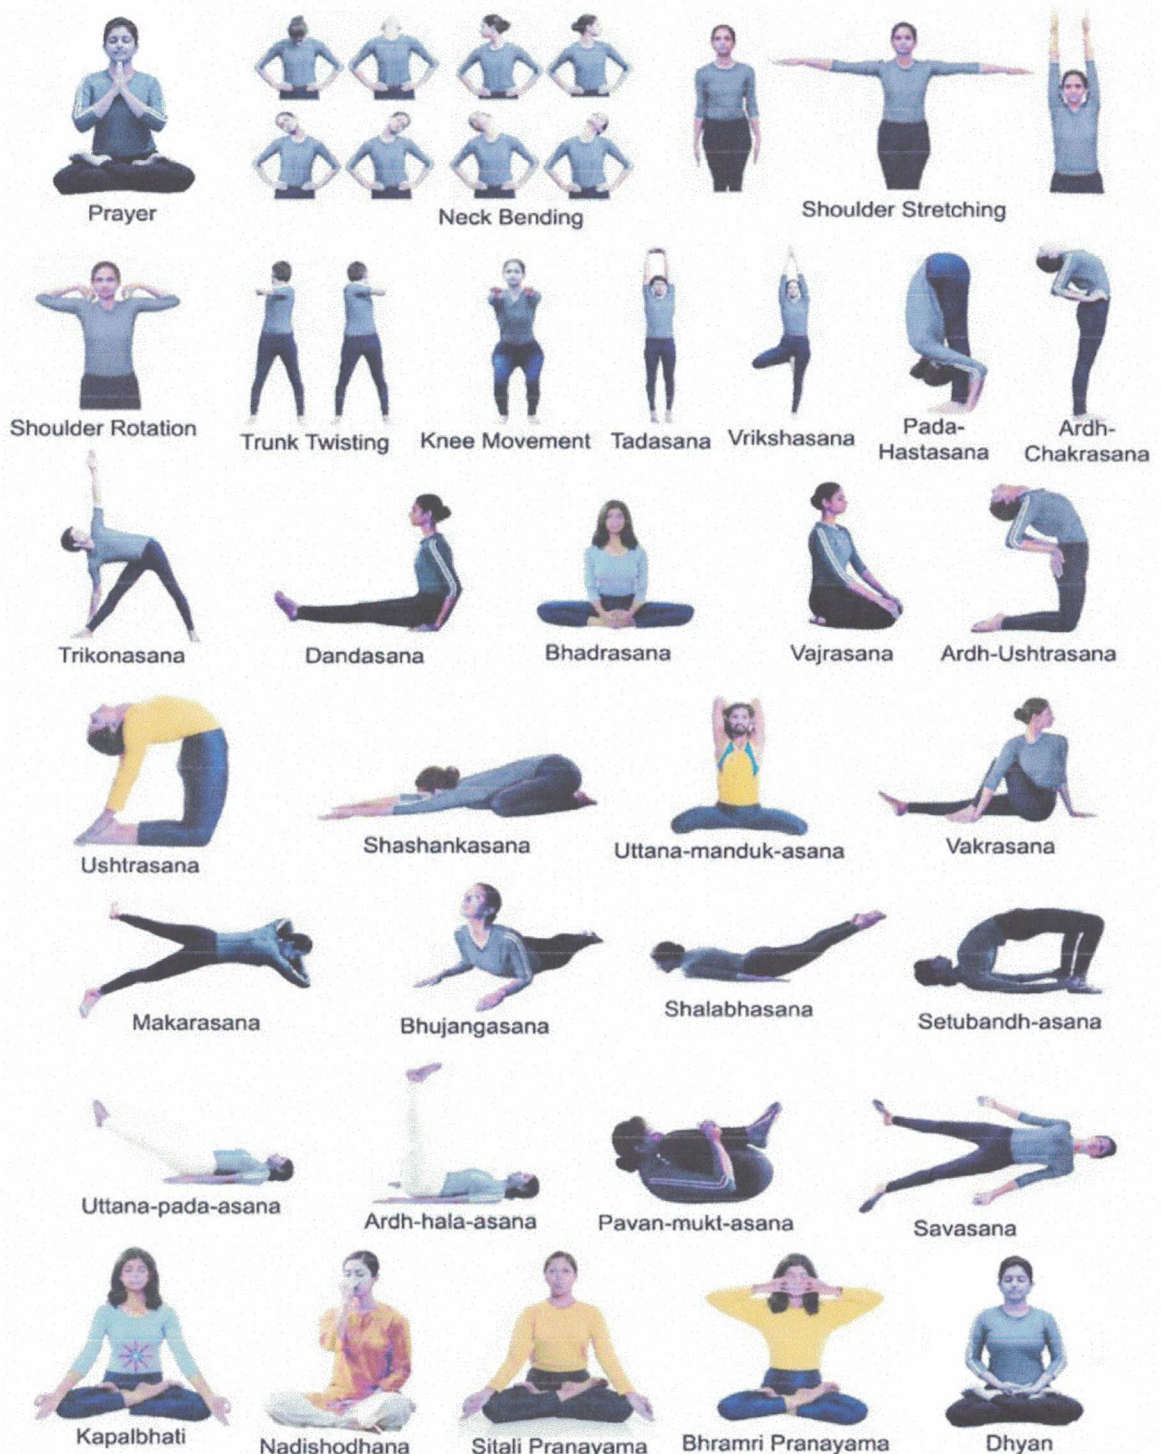 Prayer
Neck Bending
Shoulder Stretching
Shoulder Rotation
Trunk Twisting
Knee Movement
Tadasana
Vrikshasana
Pada-
Hastasana
Ardh-
Chakrasana
Trikonasana
Dandasana
Bhadrasana
Vajrasana
Ardh-Ushtrasana
Ushtrasana
Shashankasana
Uttana-manduk-asana
Vakrasana
Makarasana
Bhujangasana
Shalabhasana
Setubandh-asana
Uttana-pada-asana
Ardh-hala-asana
Pavan-mukt-asana
Savasana
Kapalbhati
Nadishodhana
Sitali Pranayama
Bhramri Pranayama
Dhyan